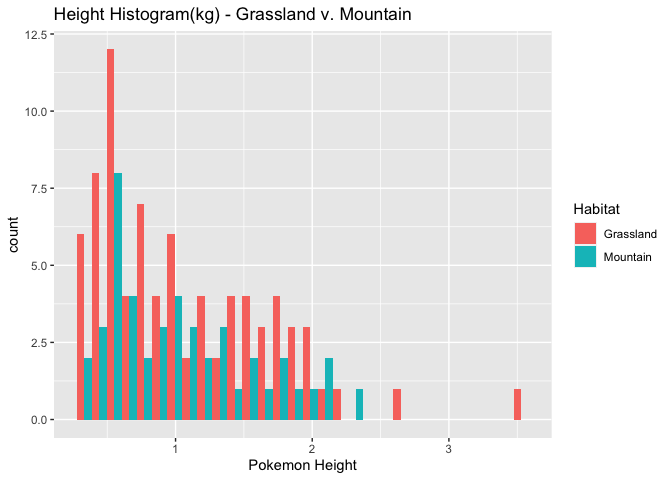 Height Histogram(kg) - Grassland v. Mountain
12.5
10.0
7.5
5.0
2.5
0.0
count
1 2 3
Pokemon Height
Habitat
Grassland
Mountain